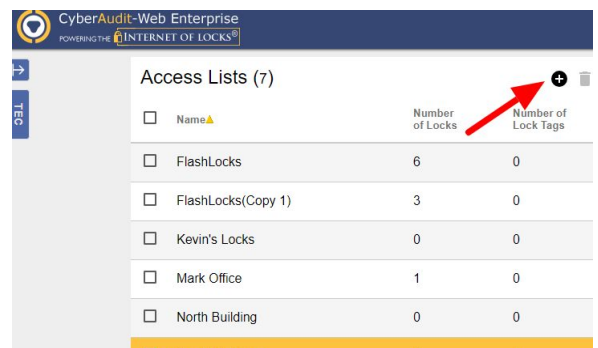 CyberAudit-Web Enterprise
POWERING THE INTERNET OF LOCKS®
TEC
Access Lists (7)
Name Number of Locks Number of Lock Tags
FlashLocks 6 0
FlashLocks(Copy 1) 3 0
Kevin's Locks 0 0
Mark Office 1 0
North Building 0 0